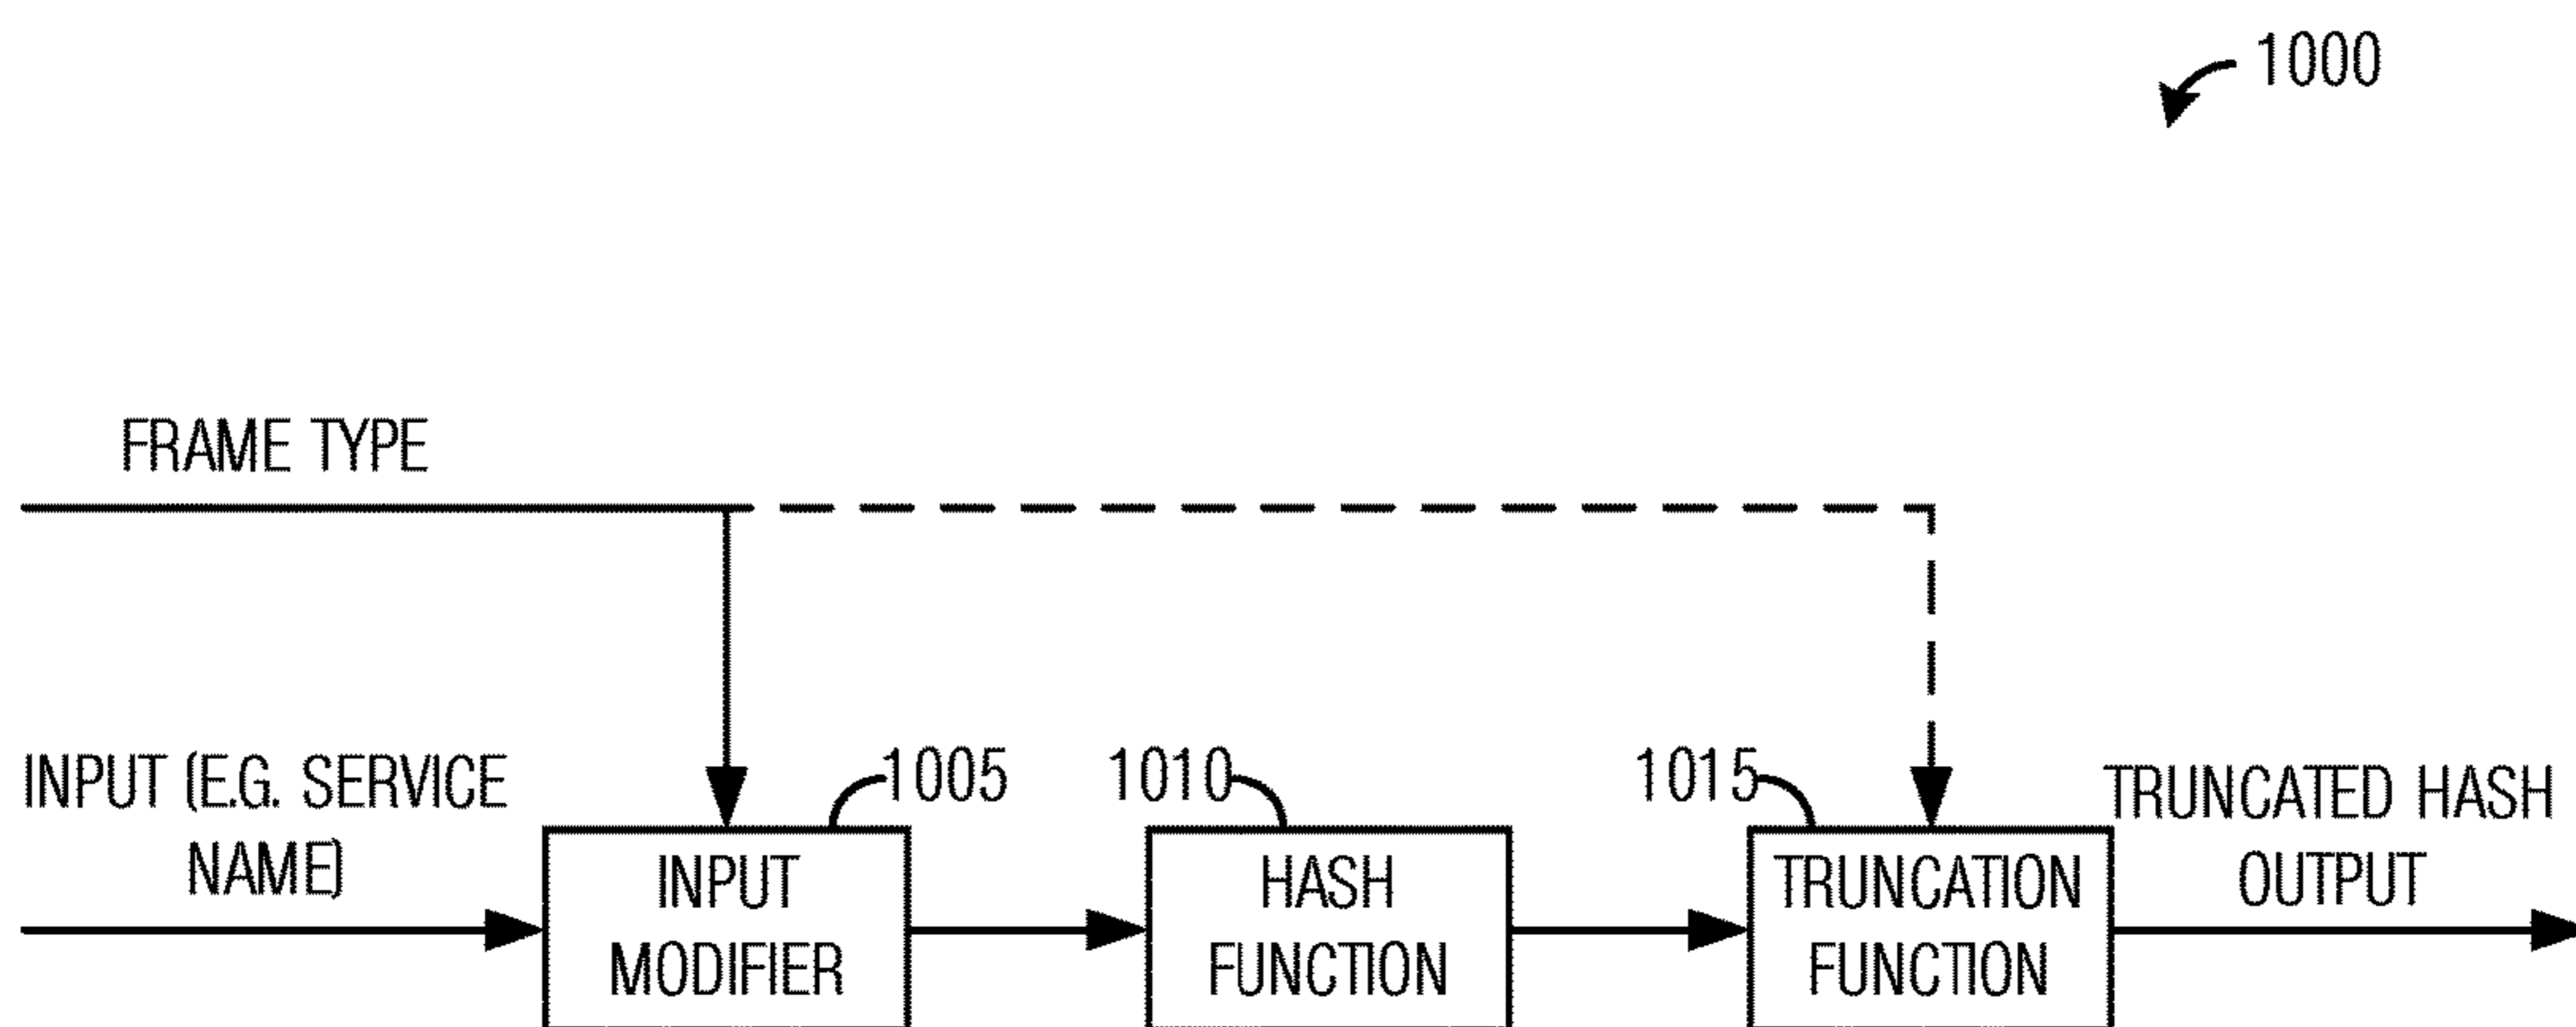 1000
FRAME TYPE
INPUT (E.G. SERVICE
NAME)
1005
1010
1015
TRUNCATED HASH
OUTPUT
INPUT
MODIFIER
HASH
FUNCTION
TRUNCATION
FUNCTION